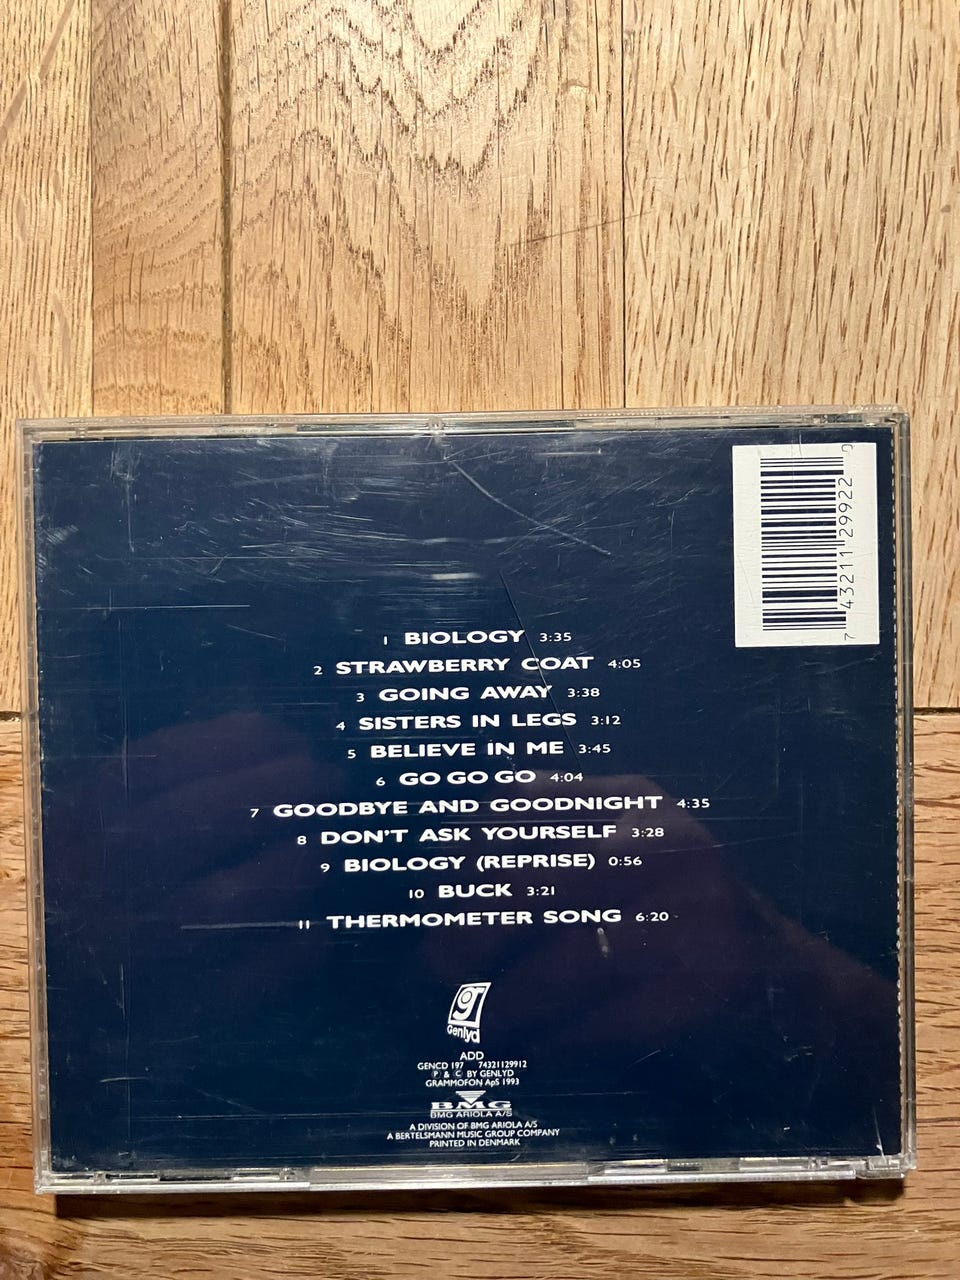 7 43211 29922 0
1 BIOLOGY 3:35
2 STRAWBERRY COAT 4:05
3 GOING AWAY 3:38
4 SISTERS IN LEGS 3:12
5 BELIEVE IN ME 3:45
6 GO GO GO 4:04
7 GOODBYE AND GOODNIGHT 4:35
8 DON'T ASK YOURSELF 3:28
9 BIOLOGY (REPRISE) 0:56
10 BUCK 3:21
11 THERMOMETER SONG 6:20
g
Genlyd
ADD
GENCD 197 74321129912
Ⓟ & Ⓒ BY GENLYD
GRAMMOFON ApS 1993
BMG
BMG ARIOLA A/S
A DIVISION OF BMG ARIOLA A/S
A BERTELSMANN MUSIC GROUP COMPANY
PRINTED IN DENMARK